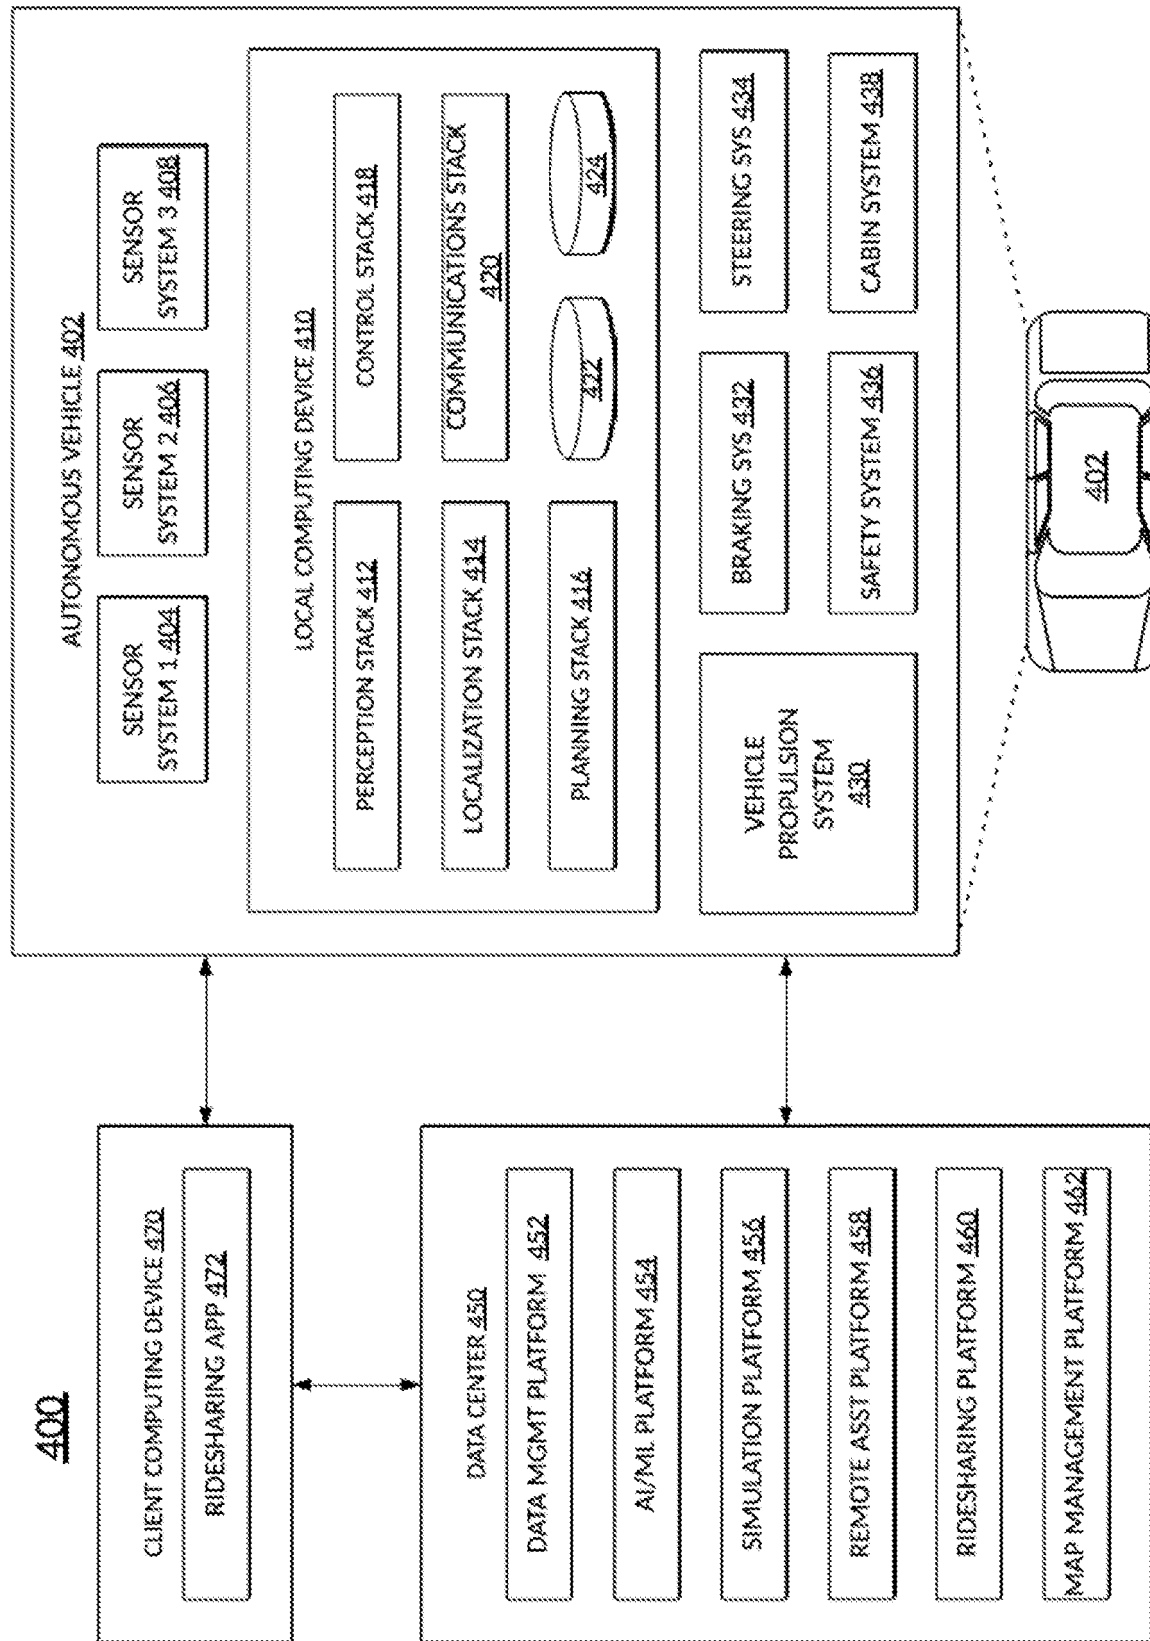 400
CLIENT COMPUTING DEVICE 470
RIDESHARING APP 472
DATA CENTER 450
DATA MGMT PLATFORM 452
AI/ML PLATFORM 454
SIMULATION PLATFORM 456
REMOTE ASST PLATFORM 458
RIDESHARING PLATFORM 460
MAP MANAGEMENT PLATFORM 462
AUTONOMOUS VEHICLE 402
SENSOR
SYSTEM 1 404
SENSOR
SYSTEM 2 406
SENSOR
SYSTEM 3 408
LOCAL COMPUTING DEVICE 410
PERCEPTION STACK 412
CONTROL STACK 418
LOCALIZATION STACK 414
COMMUNICATIONS STACK
420
PLANNING STACK 416
422
424
VEHICLE
PROPULSION
SYSTEM
430
BRAKING SYS 432
STEERING SYS 434
SAFETY SYSTEM 436
CABIN SYSTEM 438
402